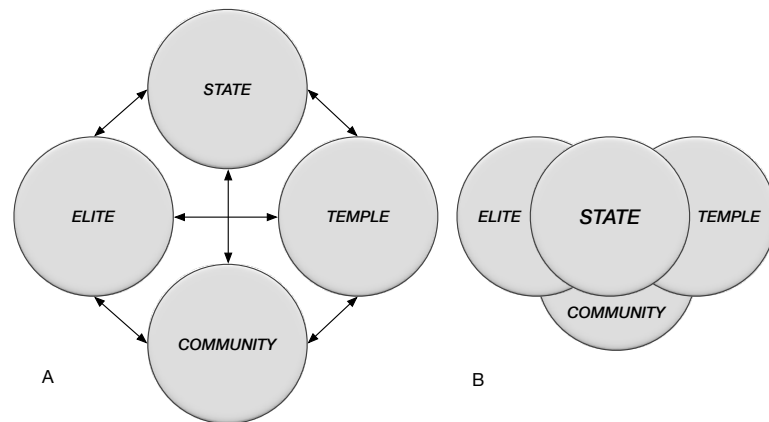 STATE
ELITE
TEMPLE
COMMUNITY
A
ELITE
STATE
TEMPLE
COMMUNITY
B